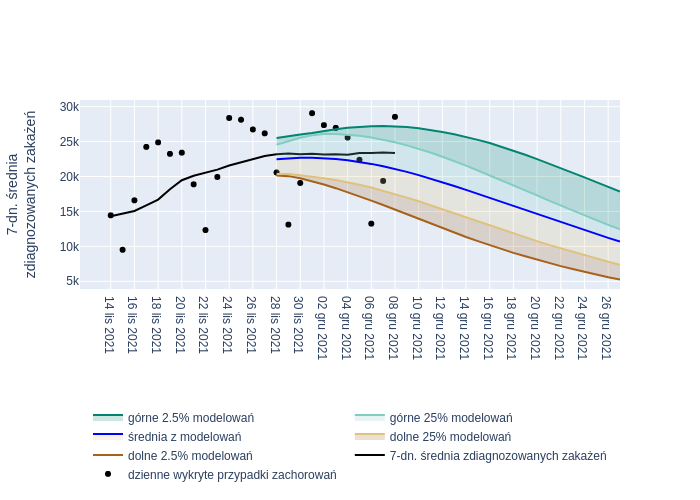 30k
25k
20k
15k
10k
5k
7-dn. średnia
zdiagnozowanych zakażeń
14 lis 2021
16 lis 2021
18 lis 2021
20 lis 2021
22 lis 2021
24 lis 2021
26 lis 2021
28 lis 2021
30 lis 2021
02 gru 2021
04 gru 2021
06 gru 2021
08 gru 2021
10 gru 2021
12 gru 2021
14 gru 2021
16 gru 2021
18 gru 2021
20 gru 2021
22 gru 2021
24 gru 2021
26 gru 2021
górne 2.5% modelowań
górne 25% modelowań
średnia z modelowań
dolne 25% modelowań
dolne 2.5% modelowań
7-dn. średnia zdiagnozowanych zakażeń
dzienne wykryte przypadki zachorowań